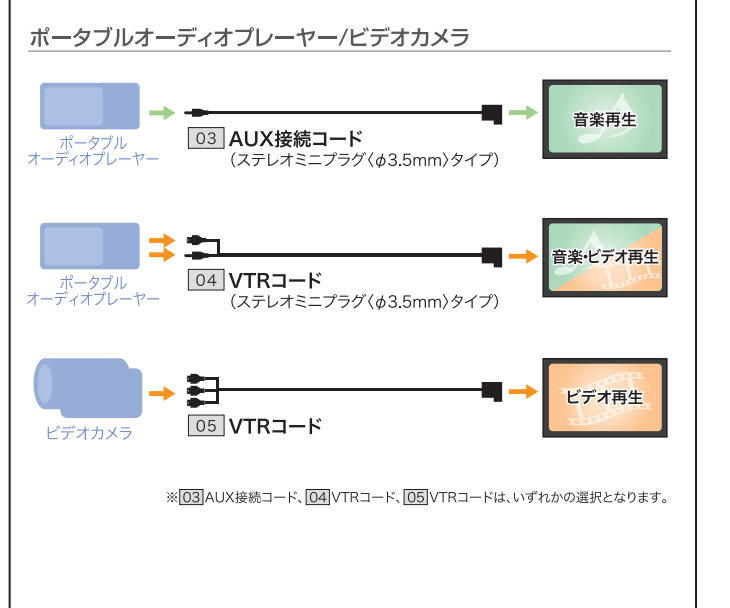 ポータブルオーディオプレーヤー/ビデオカメラ
ポータブル
オーディオプレーヤー
03 AUX接続コード
(ステレオミニプラグ〈φ3.5mm〉タイプ)
音楽再生
ポータブル
オーディオプレーヤー
04 VTRコード
(ステレオミニプラグ〈φ3.5mm〉タイプ)
音楽・ビデオ再生
ビデオカメラ
05 VTRコード
ビデオ再生
※03AUX接続コード、04VTRコード、05VTRコードは、いずれかの選択となります。